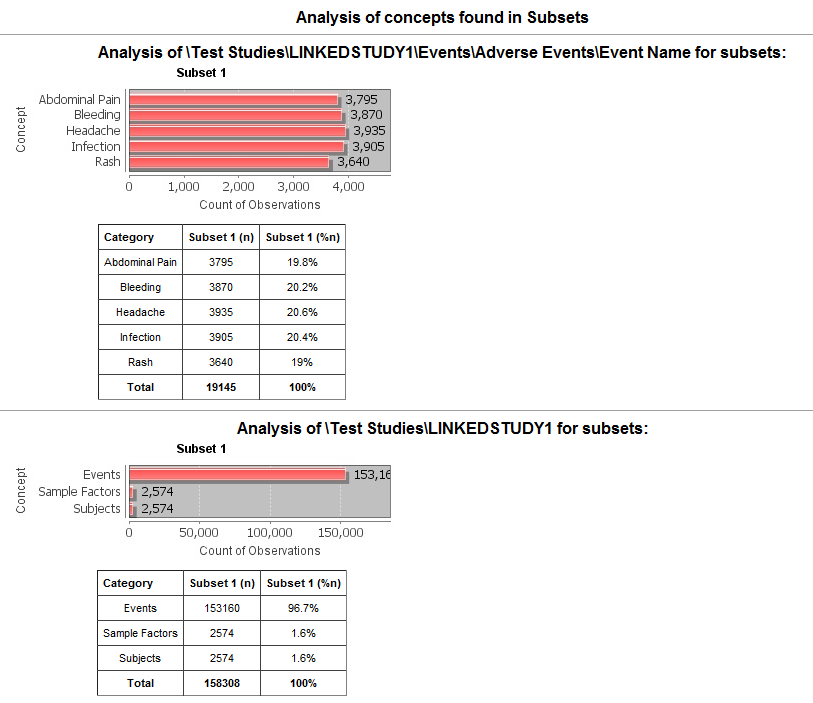 Analysis of concepts found in Subsets
Analysis of \Test Studies\LINKEDSTUDY1\Events\Adverse Events\Event Name for subsets:
Subset 1
Concept
Abdominal Pain 3,795
Bleeding 3,870
Headache 3,935
Infection 3,905
Rash 3,640
0 1,000 2,000 3,000 4,000
Count of Observations
Category Subset 1 (n) Subset 1 (%n)
Abdominal Pain 3795 19.8%
Bleeding 3870 20.2%
Headache 3935 20.6%
Infection 3905 20.4%
Rash 3640 19%
Total 19145 100%
Analysis of \Test Studies\LINKEDSTUDY1 for subsets:
Subset 1
Concept
Events 153,16
Sample Factors 2,574
Subjects 2,574
0 50,000 100,000 150,000
Count of Observations
Category Subset 1 (n) Subset 1 (%n)
Events 153160 96.7%
Sample Factors 2574 1.6%
Subjects 2574 1.6%
Total 158308 100%